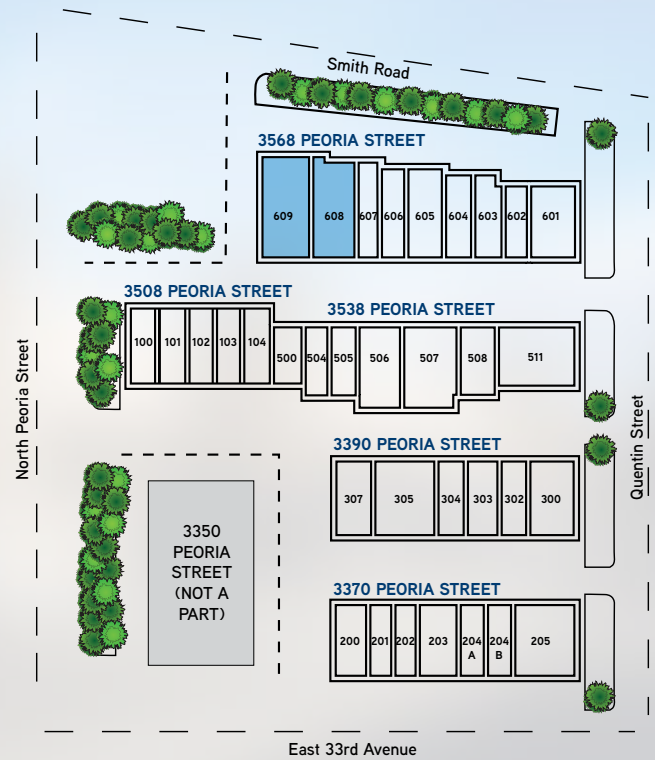 Smith Road
3568 PEORIA STREET
609 608 607 606 605 604 603 602 601
3508 PEORIA STREET
3538 PEORIA STREET
100 101 102 103 104 500 504 505 506 507 508 511
North Peoria Street
Quentin Street
3390 PEORIA STREET
307 305 304 303 302 300
3350
PEORIA
STREET
(NOT A
PART)
3370 PEORIA STREET
200 201 202 203 204 204 205
A B
East 33rd Avenue